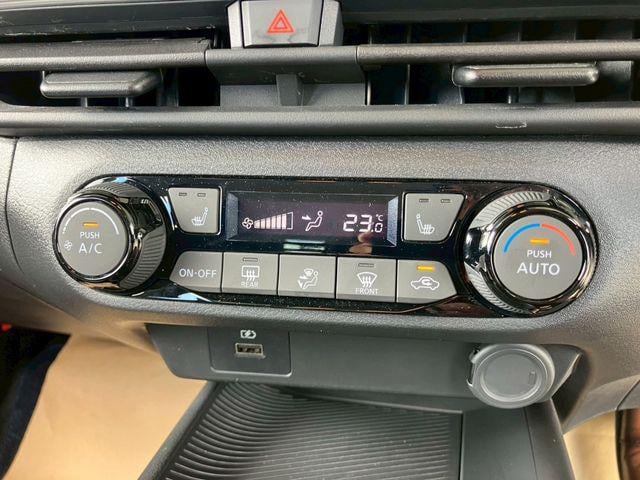 PUSH
A/C
23.0
°C
PUSH
AUTO
ON·OFF
REAR
FRONT